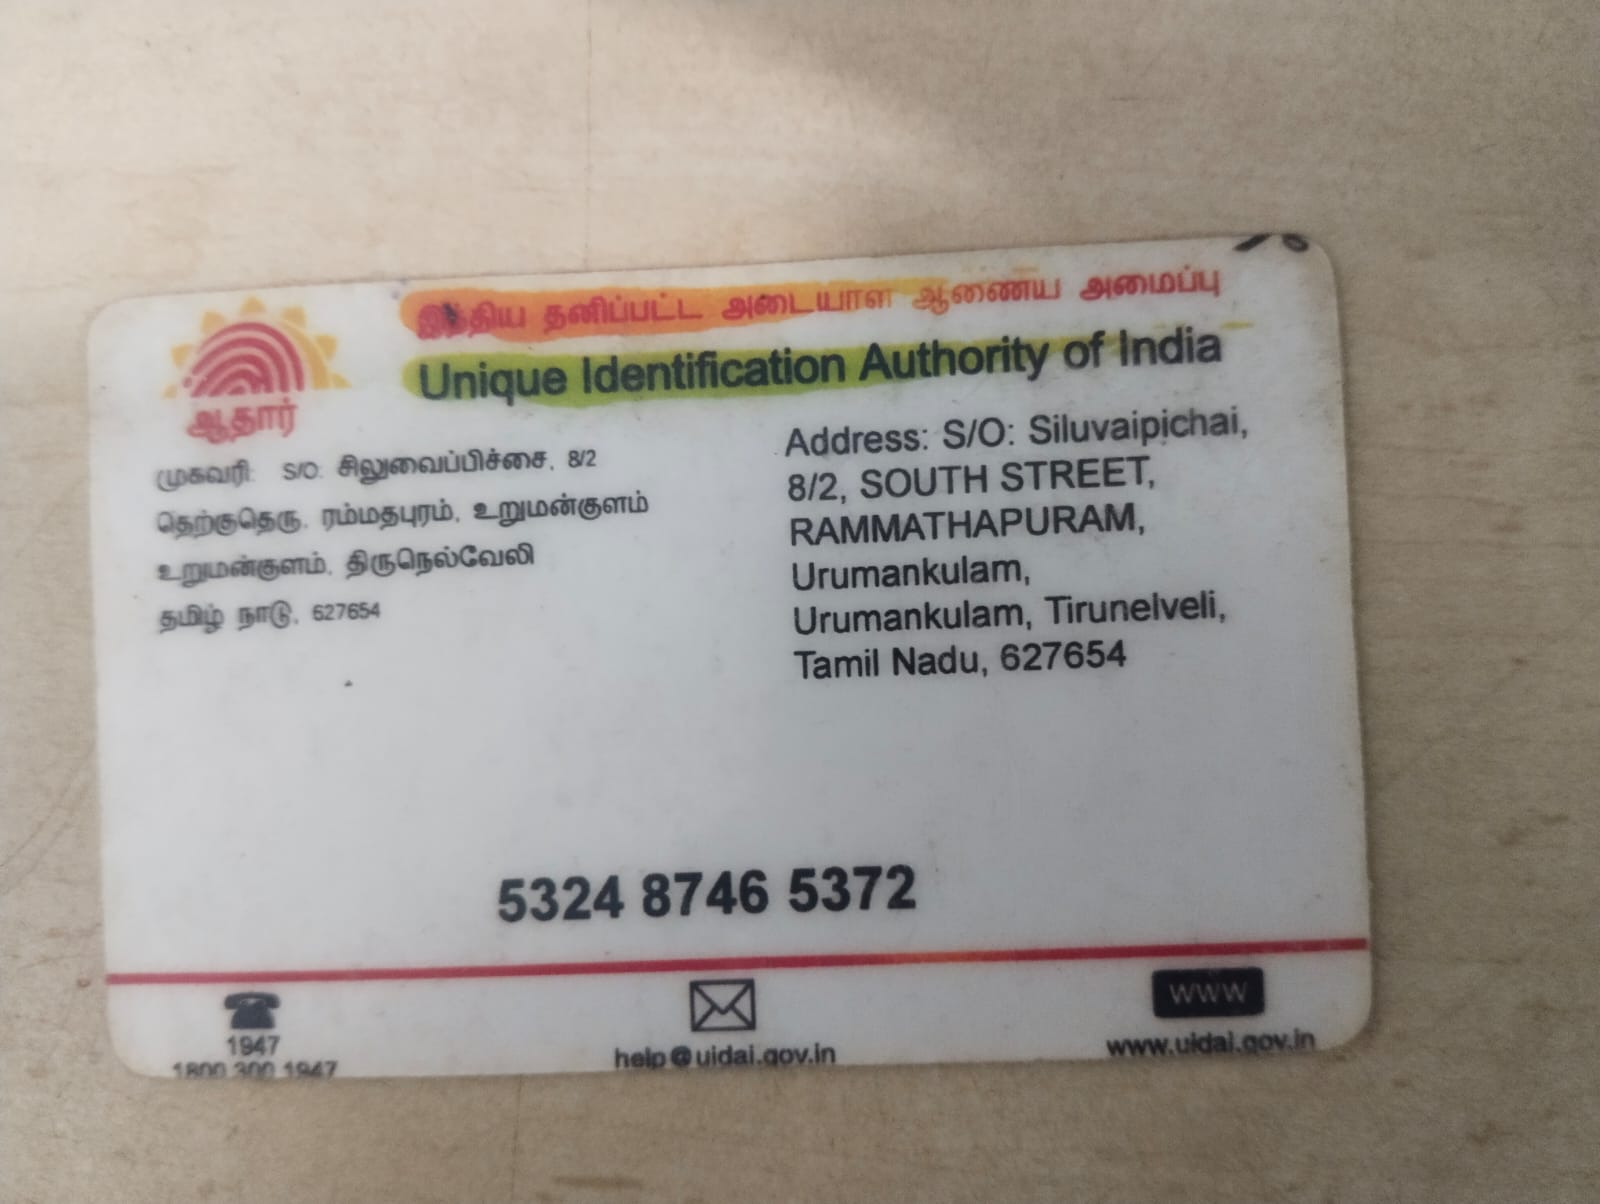 இந்திய தனிப்பட்ட அடையாள ஆணைய அமைப்பு
Unique Identification Authority of India
ஆதார்
முகவரி: S/O: சிலுவைப்பிச்சை, 8/2
தெற்குதெரு, ரம்மதபுரம், உறுமன்குளம்
உறுமன்குளம், திருநெல்வேலி
தமிழ் நாடு, 627654
Address: S/O: Siluvaipichai,
8/2, SOUTH STREET,
RAMMATHAPURAM,
Urumankulam,
Urumankulam, Tirunelveli,
Tamil Nadu, 627654
5324 8746 5372
1947
1800 300 1947
help@uidai.gov.in
WWW
www.uidai.gov.in